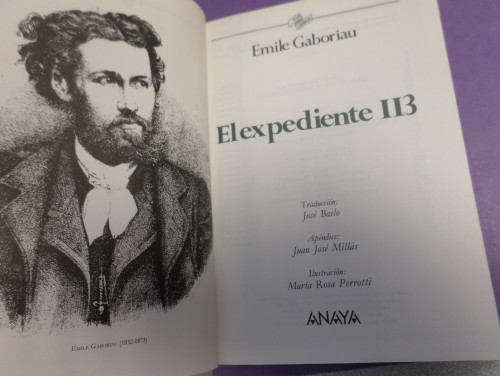 EMILE GABORIAU (1832-1873)
Emile Gaboriau
El expediente 113
Traducción:
José Bailo
Apéndice:
Juan José Millás
Ilustración:
María Rosa Perrotti
ANAYA